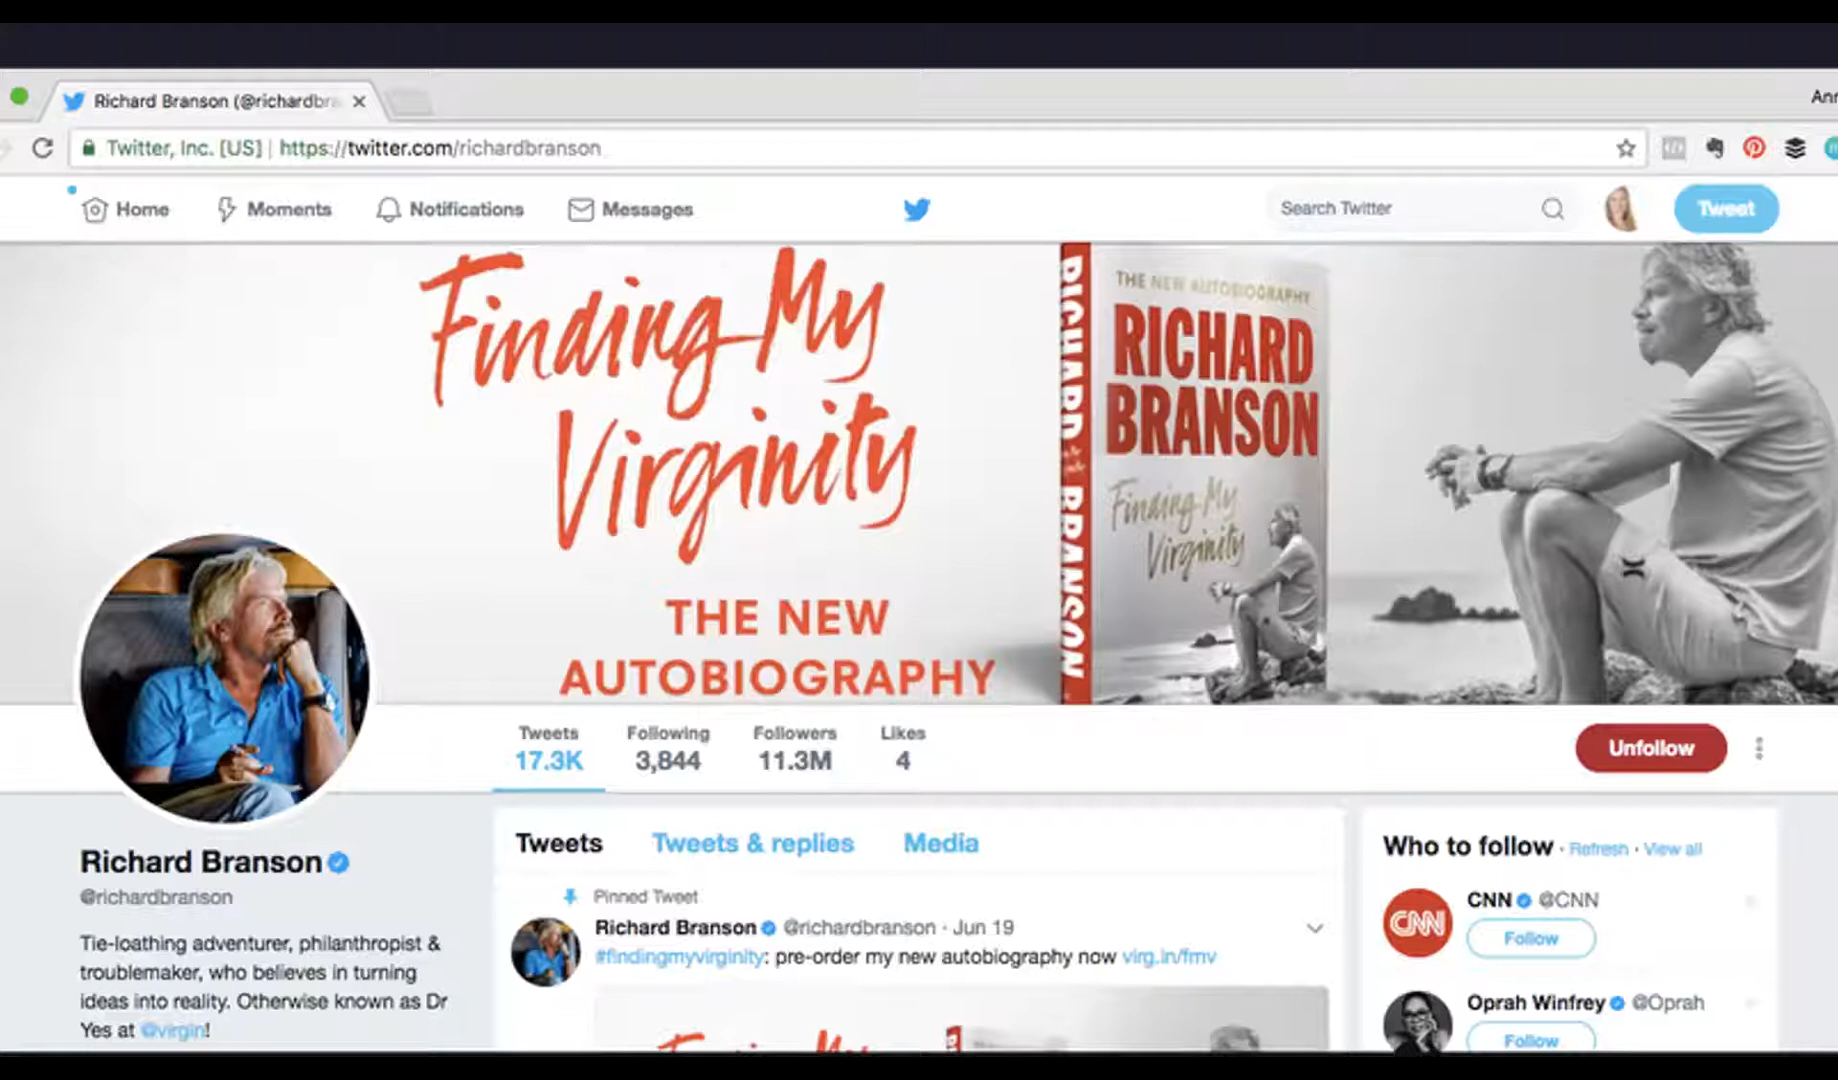 Richard Branson (@richardbra
Ann
Twitter, Inc. [US] | https://twitter.com/richardbranson
Home
Moments
Notifications
Messages
Search Twitter
Tweet
Finding My
Virginity
THE NEW
AUTOBIOGRAPHY
RICHARD BRANSON
THE NEW AUTOBIOGRAPHY
RICHARD
BRANSON
Finding My
Virginity
Tweets
17.3K
Following
3,844
Followers
11.3M
Likes
4
Unfollow
Richard Branson
@richardbranson
Tie-loathing adventurer, philanthropist &
troublemaker, who believes in turning
ideas into reality. Otherwise known as Dr
Yes at @virgin!
Tweets
Tweets & replies
Media
Pinned Tweet
Richard Branson @richardbranson · Jun 19
#findingmyvirginity: pre-order my new autobiography now virg.in/fmv
Finding My
Who to follow · Refresh · View all
CNN @CNN
CNN
Follow
Oprah Winfrey @Oprah
Follow